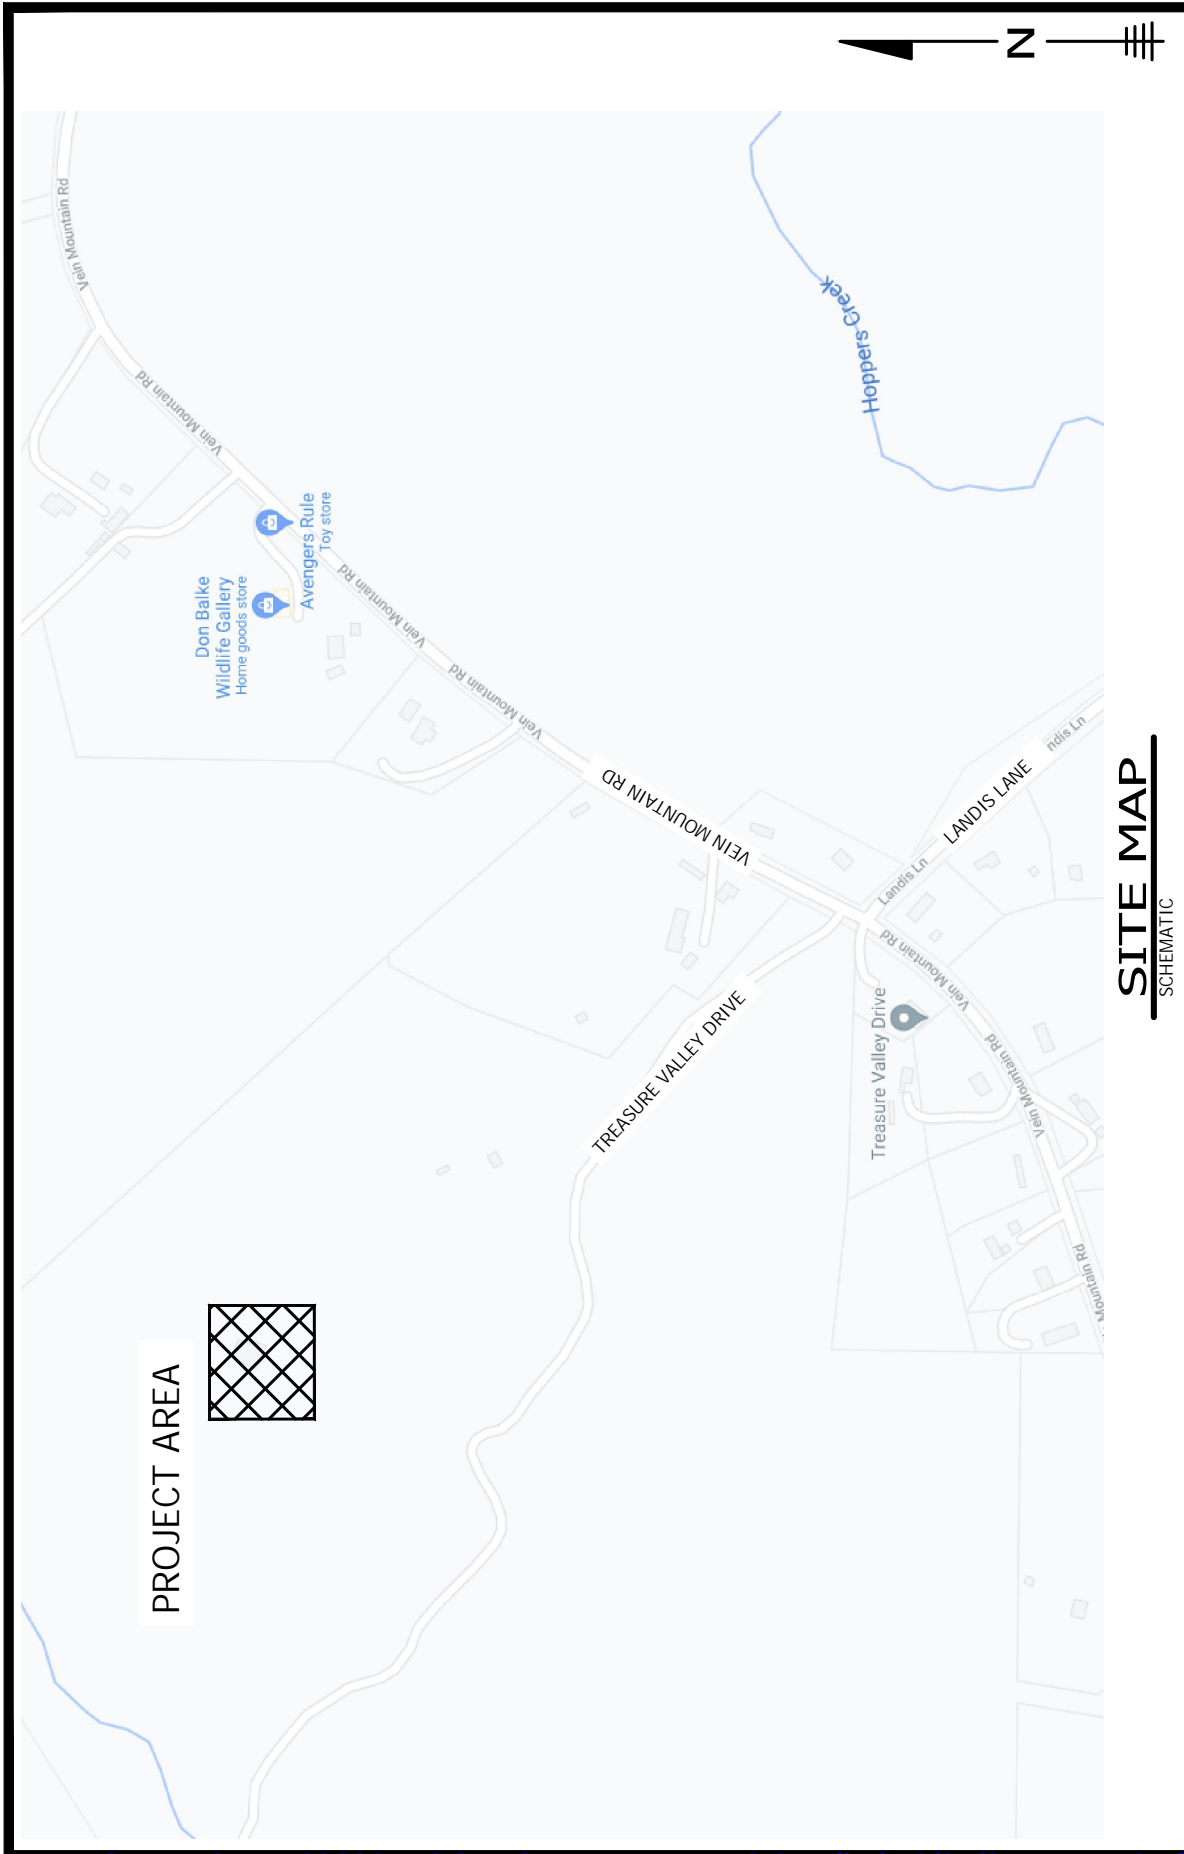 N
Vein Mountain Rd
Vein Mountain Rd
Don Balke
Wildlife Gallery
Home goods store
Avengers Rule
Toy store
Vein Mountain Rd
Vein Mountain Rd
VEIN MOUNTAIN RD
Hoppers Creek
PROJECT AREA
TREASURE VALLEY DRIVE
Treasure Valley Drive
Landis Ln
LANDIS LANE
ndis Ln
Vein Mountain Rd
Vein Mountain Rd
Mountain Rd
SITE MAP
SCHEMATIC